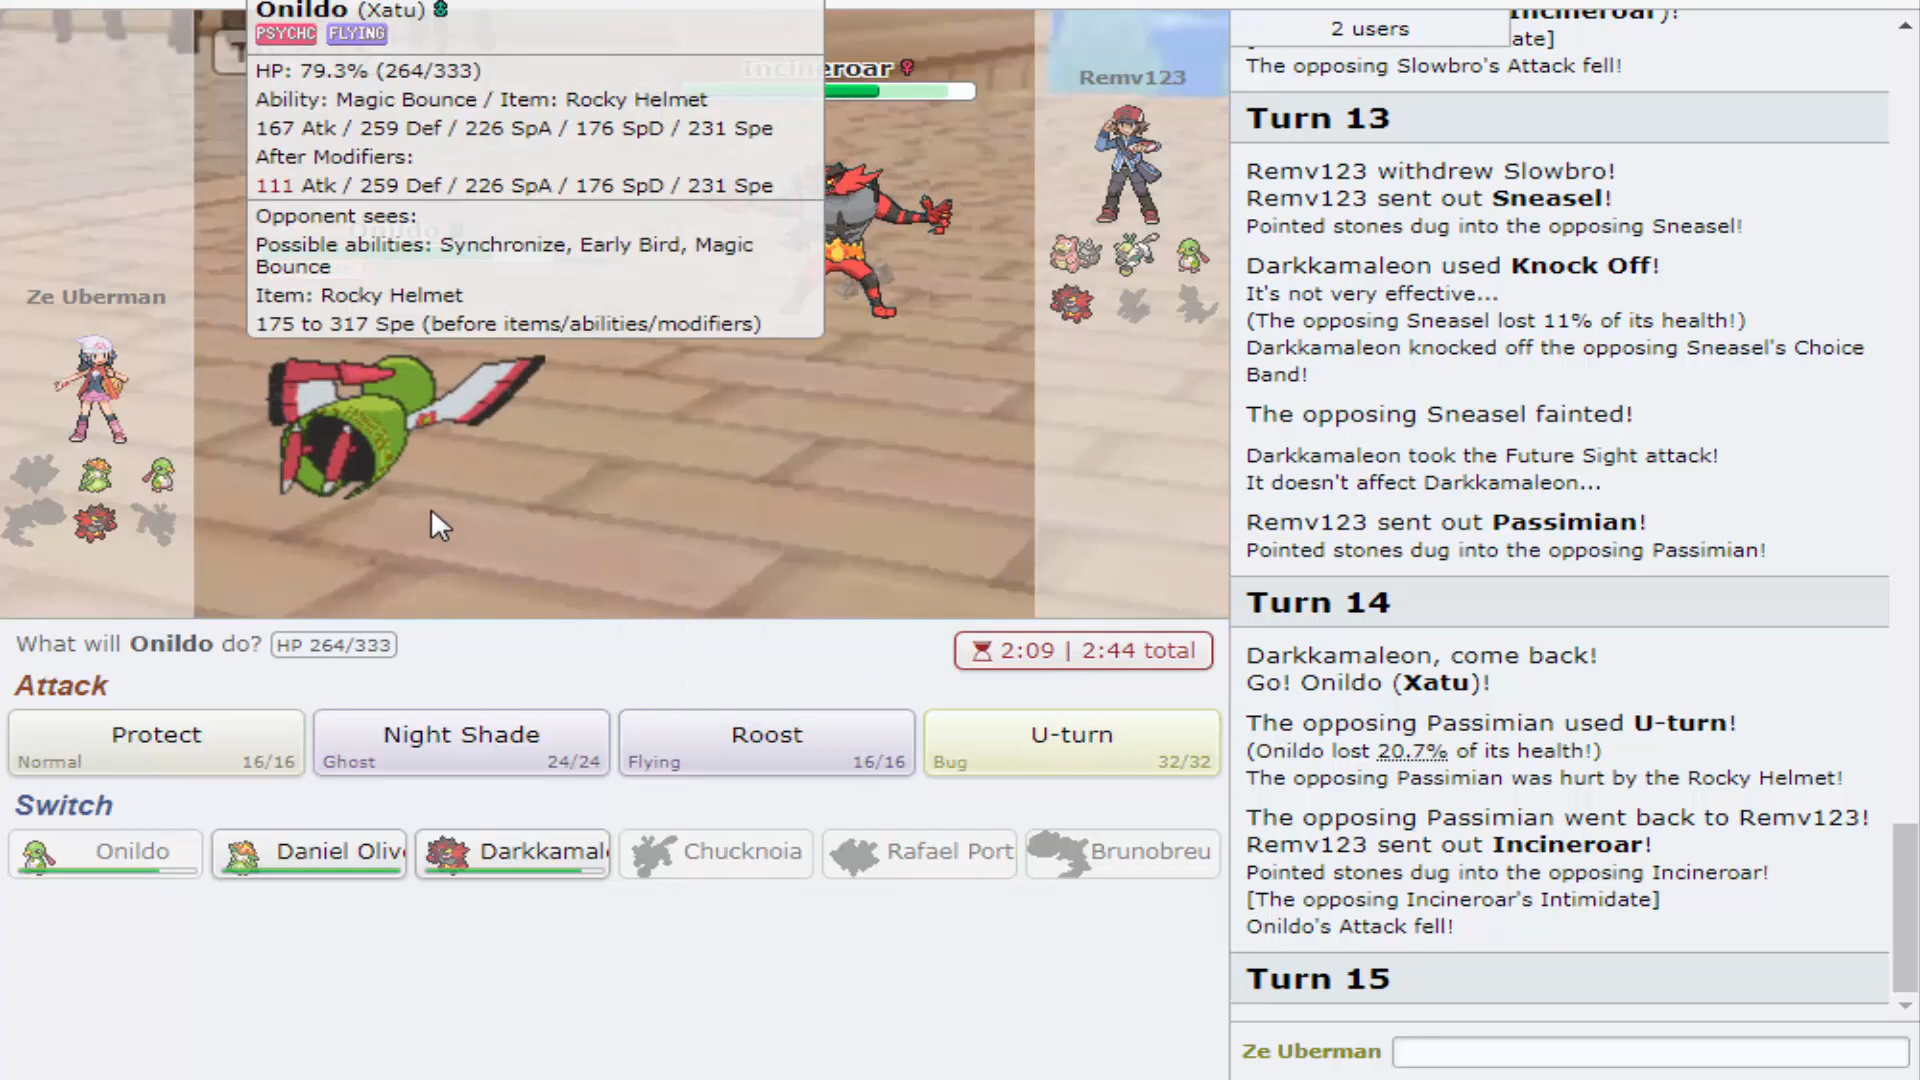 Onildo (Xatu)
PSYCHC FLYING
HP: 79.3% (264/333)
Ability: Magic Bounce / Item: Rocky Helmet
167 Atk / 259 Def / 226 SpA / 176 SpD / 231 Spe
After Modifiers:
111 Atk / 259 Def / 226 SpA / 176 SpD / 231 Spe
Opponent sees:
Possible abilities: Synchronize, Early Bird, Magic
Bounce
Item: Rocky Helmet
175 to 317 Spe (before items/abilities/modifiers)
Incineroar
Remv123
Ze Uberman
What will Onildo do? HP 264/333
2:09 | 2:44 total
Attack
Protect
Normal 16/16
Night Shade
Ghost 24/24
Roost
Flying 16/16
U-turn
Bug 32/32
Switch
Onildo
Daniel Olive
Darkkamal
Chucknoia
Rafael Port
Brunobreu
2 users
Incineroar)!
ate]
The opposing Slowbro's Attack fell!
Turn 13
Remv123 withdrew Slowbro!
Remv123 sent out Sneasel!
Pointed stones dug into the opposing Sneasel!
Darkkamaleon used Knock Off!
It's not very effective...
(The opposing Sneasel lost 11% of its health!)
Darkkamaleon knocked off the opposing Sneasel's Choice
Band!
The opposing Sneasel fainted!
Darkkamaleon took the Future Sight attack!
It doesn't affect Darkkamaleon...
Remv123 sent out Passimian!
Pointed stones dug into the opposing Passimian!
Turn 14
Darkkamaleon, come back!
Go! Onildo (Xatu)!
The opposing Passimian used U-turn!
(Onildo lost 20.7% of its health!)
The opposing Passimian was hurt by the Rocky Helmet!
The opposing Passimian went back to Remv123!
Remv123 sent out Incineroar!
Pointed stones dug into the opposing Incineroar!
[The opposing Incineroar's Intimidate]
Onildo's Attack fell!
Turn 15
Ze Uberman